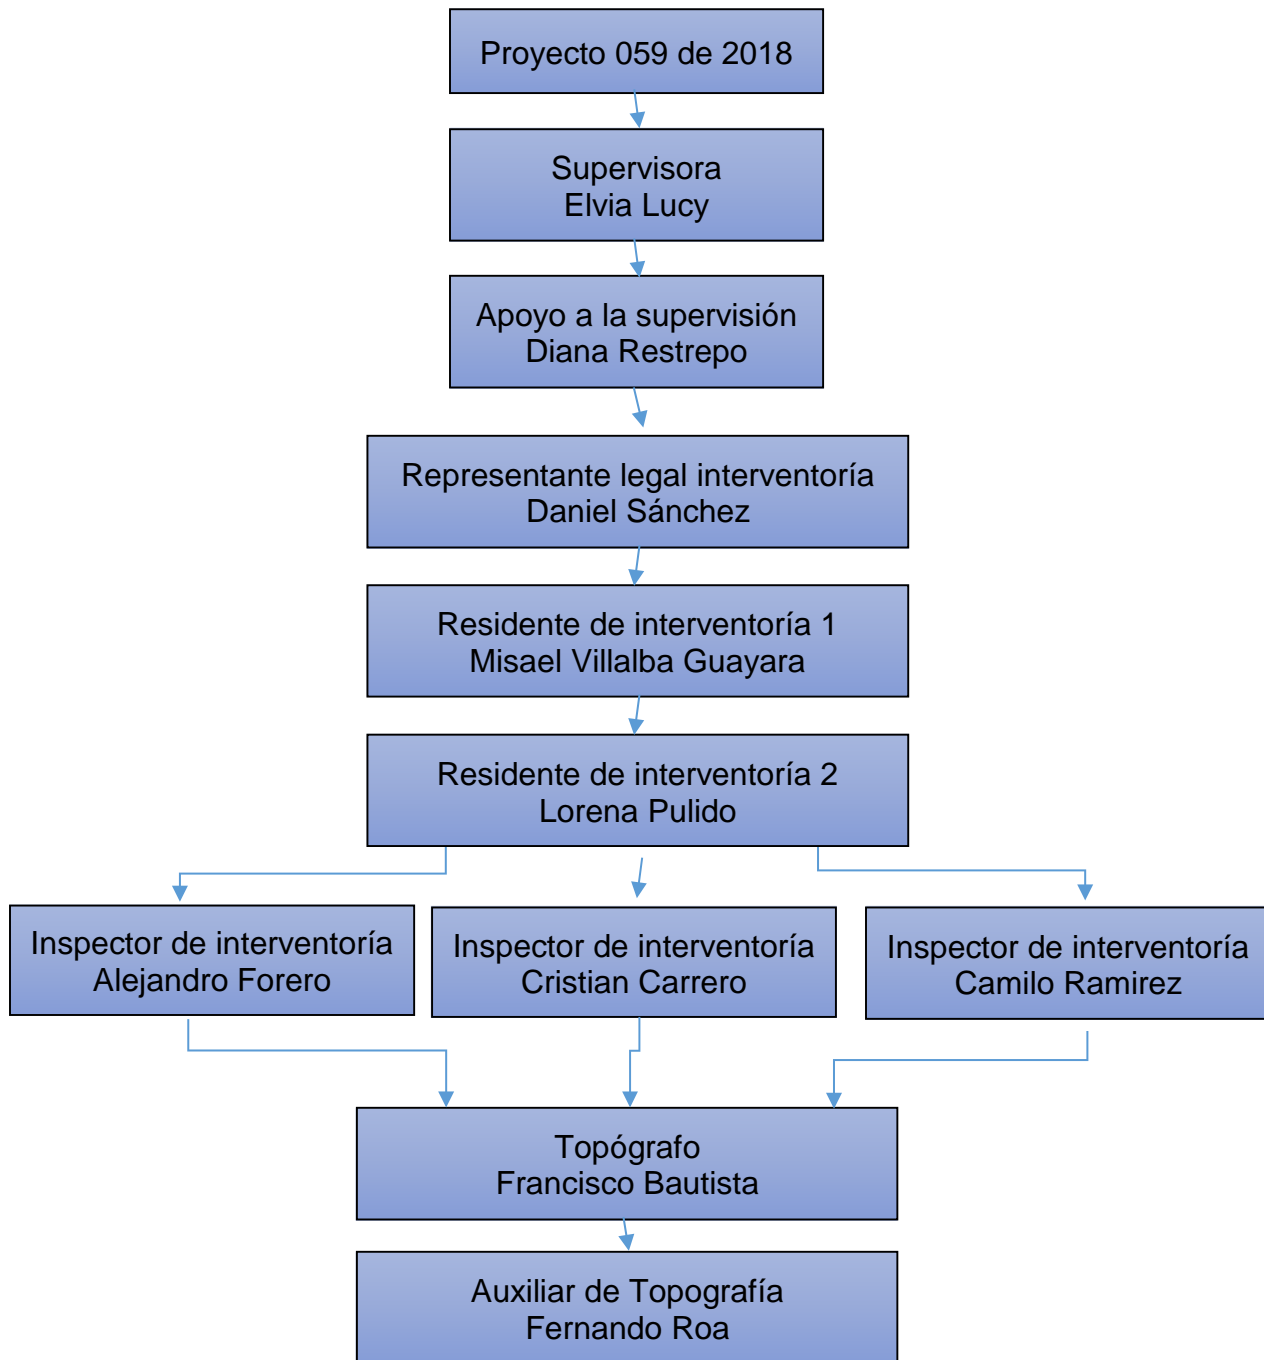 Proyecto 059 de 2018
Supervisora
Elvia Lucy
Apoyo a la supervisión
Diana Restrepo
Representante legal interventoría
Daniel Sánchez
Residente de interventoría 1
Misael Villalba Guayara
Residente de interventoría 2
Lorena Pulido
Inspector de interventoría
Alejandro Forero
Inspector de interventoría
Cristian Carrero
Inspector de interventoría
Camilo Ramirez
Topógrafo
Francisco Bautista
Auxiliar de Topografía
Fernando Roa